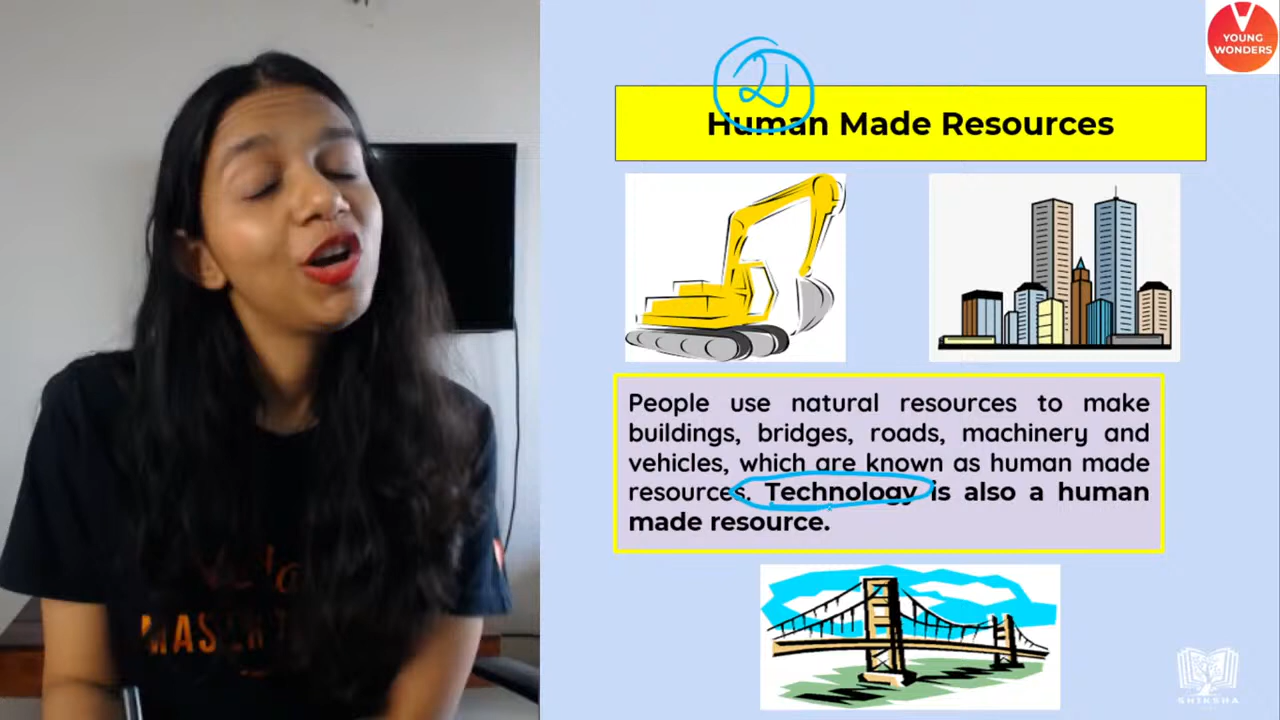 YOUNG
WONDERS
2
Human Made Resources
People use natural resources to make
buildings, bridges, roads, machinery and
vehicles, which are known as human made
resources. Technology is also a human
made resource.
SHIKSHA